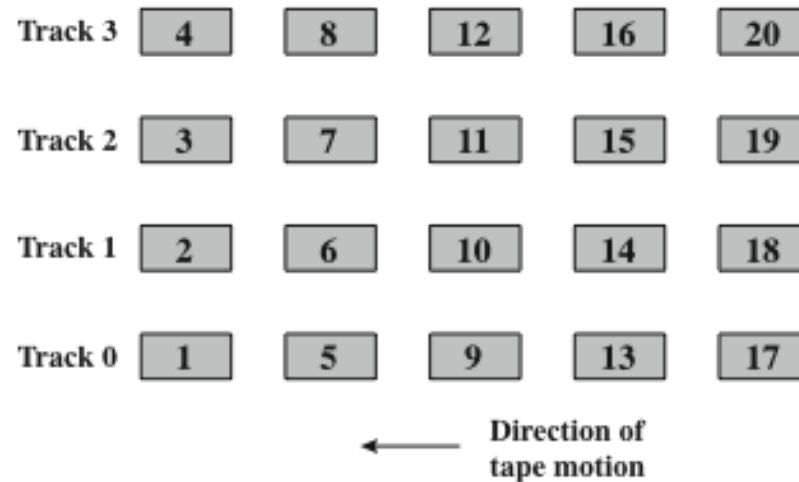 Track 3 4 8 12 16 20
Track 2 3 7 11 15 19
Track 1 2 6 10 14 18
Track 0 1 5 9 13 17
Direction of
tape motion